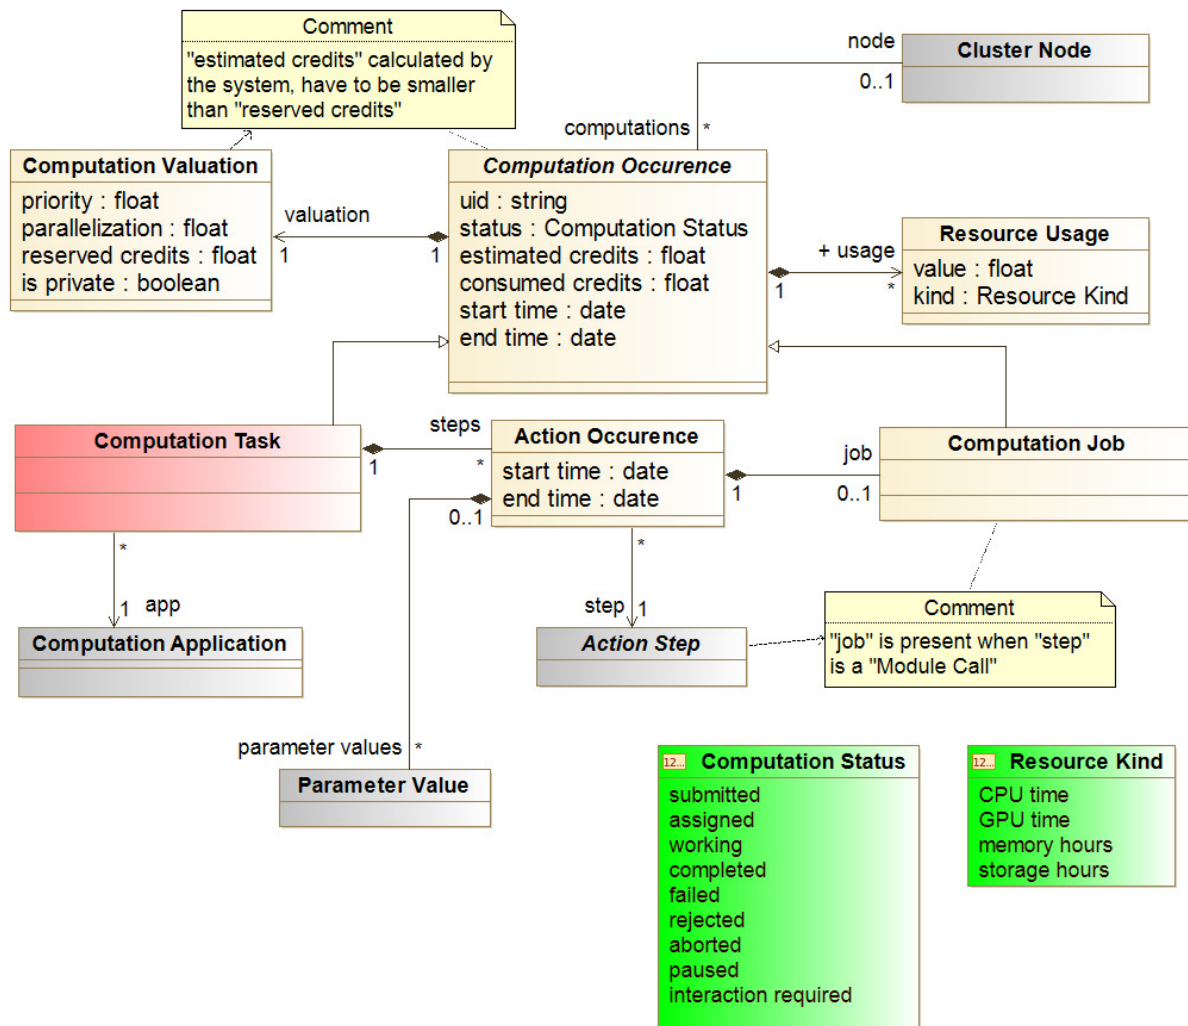 Comment
"estimated credits" calculated by
the system, have to be smaller
than "reserved credits"
node
Cluster Node
0..1
computations *
Computation Valuation
priority : float
parallelization : float
reserved credits : float
is private : boolean
valuation
1
1
Computation Occurence
uid : string
status : Computation Status
estimated credits : float
consumed credits : float
start time : date
end time : date
+ usage
1
*
Resource Usage
value : float
kind : Resource Kind
Computation Task
steps
1
*
Action Occurence
start time : date
end time : date
job
1
0..1
Computation Job
0..1
*
*
1 app
step 1
Computation Application
Action Step
Comment
"job" is present when "step"
is a "Module Call"
parameter values *
Parameter Value
12... Computation Status
submitted
assigned
working
completed
failed
rejected
aborted
paused
interaction required
12... Resource Kind
CPU time
GPU time
memory hours
storage hours